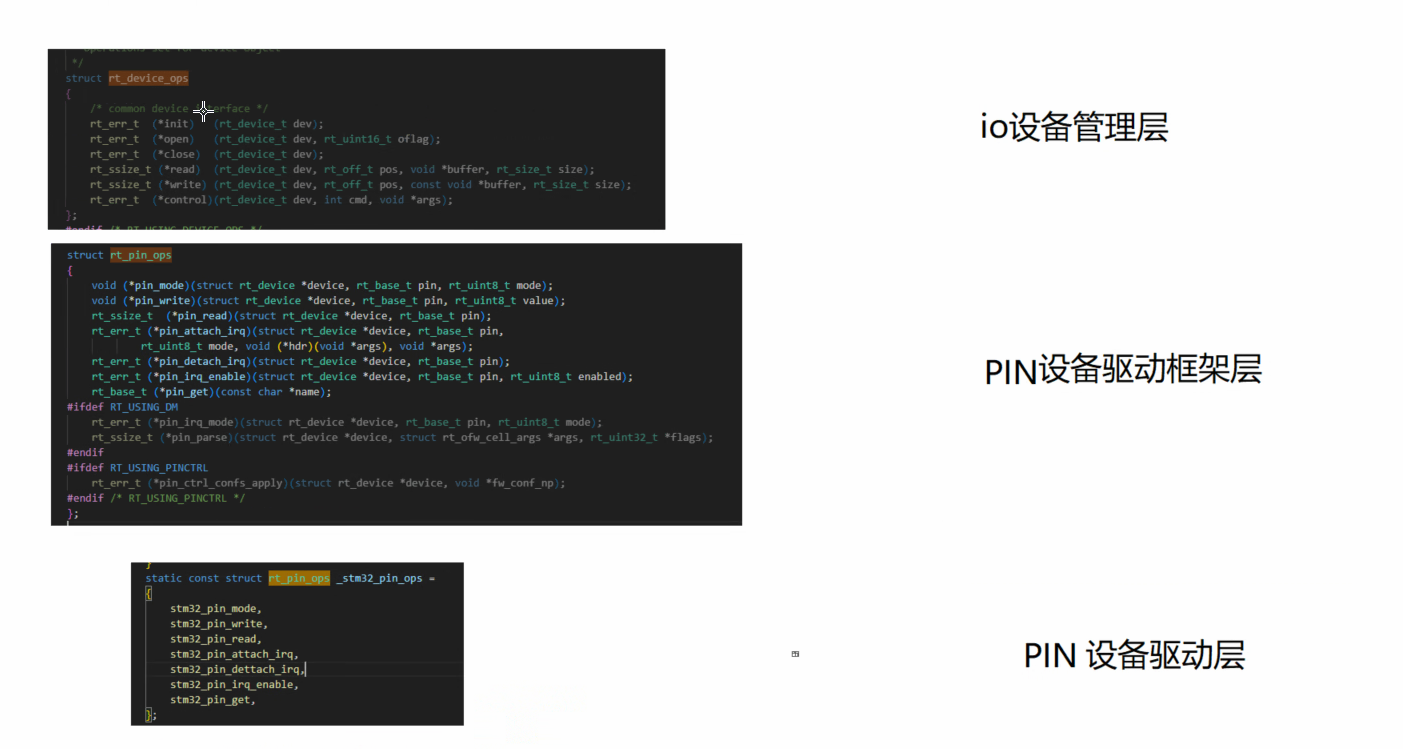 Operations set for device object
*/
struct rt_device_ops
{
/* common device interface */
rt_err_t (*init) (rt_device_t dev);
rt_err_t (*open) (rt_device_t dev, rt_uint16_t oflag);
rt_err_t (*close) (rt_device_t dev);
rt_ssize_t (*read) (rt_device_t dev, rt_off_t pos, void *buffer, rt_size_t size);
rt_ssize_t (*write) (rt_device_t dev, rt_off_t pos, const void *buffer, rt_size_t size);
rt_err_t (*control)(rt_device_t dev, int cmd, void *args);
};
#endif /* RT_USING_DEVICE_OPS */
io设备管理层
struct rt_pin_ops
{
void (*pin_mode)(struct rt_device *device, rt_base_t pin, rt_uint8_t mode);
void (*pin_write)(struct rt_device *device, rt_base_t pin, rt_uint8_t value);
rt_ssize_t (*pin_read)(struct rt_device *device, rt_base_t pin);
rt_err_t (*pin_attach_irq)(struct rt_device *device, rt_base_t pin,
rt_uint8_t mode, void (*hdr)(void *args), void *args);
rt_err_t (*pin_detach_irq)(struct rt_device *device, rt_base_t pin);
rt_err_t (*pin_irq_enable)(struct rt_device *device, rt_base_t pin, rt_uint8_t enabled);
rt_base_t (*pin_get)(const char *name);
#ifdef RT_USING_DM
rt_err_t (*pin_irq_mode)(struct rt_device *device, rt_base_t pin, rt_uint8_t mode);
rt_ssize_t (*pin_parse)(struct rt_device *device, struct rt_ofw_cell_args *args, rt_uint32_t *flags);
#endif
#ifdef RT_USING_PINCTRL
rt_err_t (*pin_ctrl_confs_apply)(struct rt_device *device, void *fw_conf_np);
#endif /* RT_USING_PINCTRL */
};
PIN设备驱动框架层
}
static const struct rt_pin_ops _stm32_pin_ops =
{
stm32_pin_mode,
stm32_pin_write,
stm32_pin_read,
stm32_pin_attach_irq,
stm32_pin_dettach_irq,
stm32_pin_irq_enable,
stm32_pin_get,
};
PIN 设备驱动层